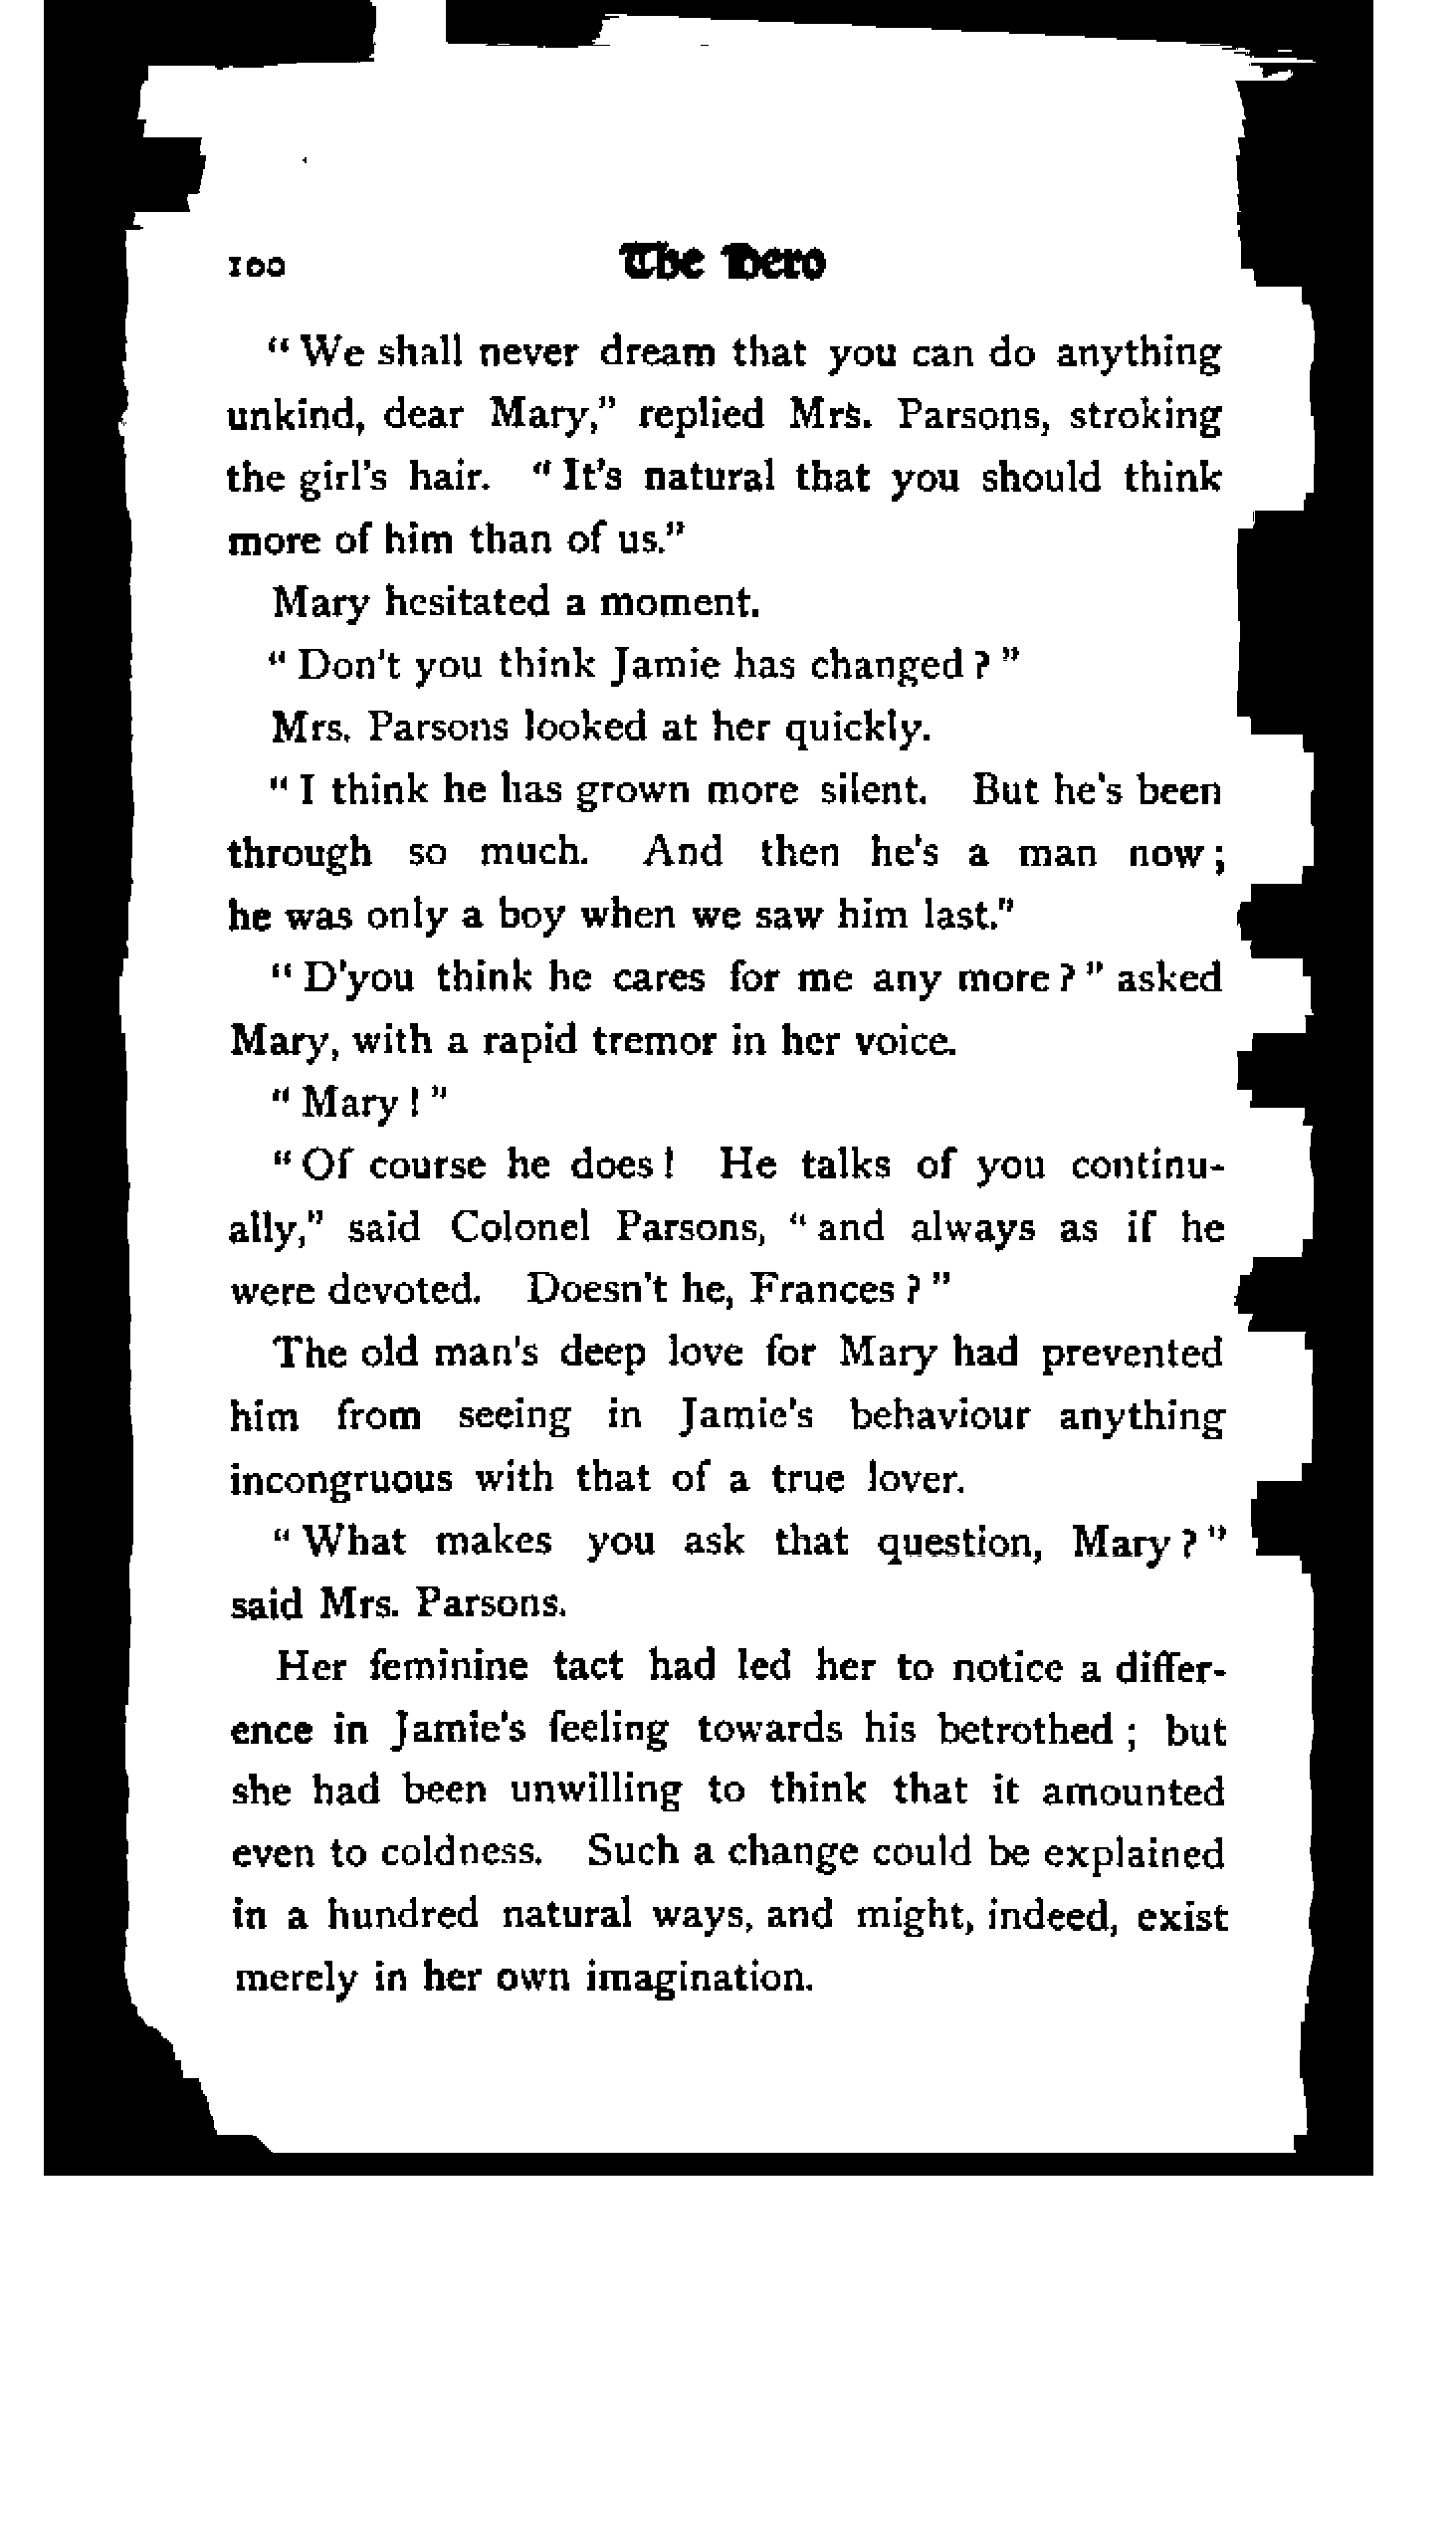 100 The Hero
“ We shall never dream that you can do anything
unkind, dear Mary,” replied Mrs. Parsons, stroking
the girl’s hair. “ It’s natural that you should think
more of him than of us.”
Mary hesitated a moment.
“ Don’t you think Jamie has changed ? ”
Mrs. Parsons looked at her quickly.
“ I think he has grown more silent. But he’s been
through so much. And then he’s a man now ;
he was only a boy when we saw him last.”
“ D’you think he cares for me any more ? ” asked
Mary, with a rapid tremor in her voice.
“ Mary ! ”
“ Of course he does ! He talks of you continu-
ally,” said Colonel Parsons, “ and always as if he
were devoted. Doesn’t he, Frances ? ”
The old man’s deep love for Mary had prevented
him from seeing in Jamie’s behaviour anything
incongruous with that of a true lover.
“ What makes you ask that question, Mary ? ”
said Mrs. Parsons.
Her feminine tact had led her to notice a differ-
ence in Jamie’s feeling towards his betrothed ; but
she had been unwilling to think that it amounted
even to coldness. Such a change could be explained
in a hundred natural ways, and might, indeed, exist
merely in her own imagination.